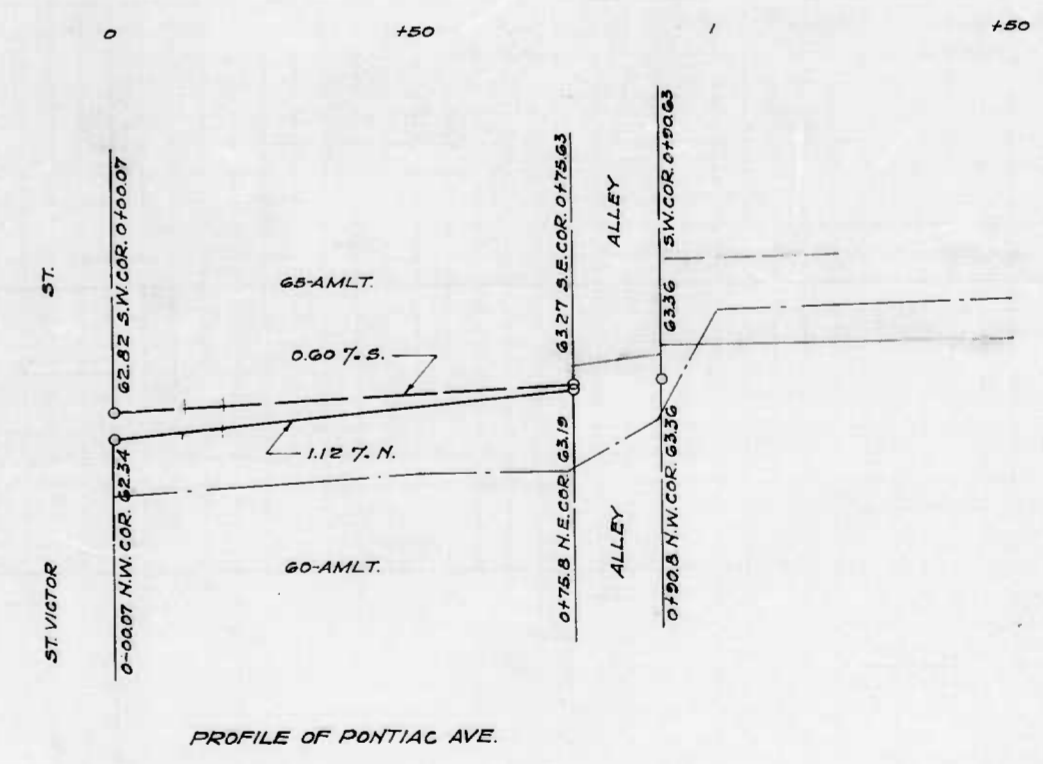 0 +50 1 +50
ST. VICTOR ST.
0-00.07 N.W.COR. 62.34
62.82 S.W.COR. 0+00.07
65-AMLT.
0.60 %. S.
1.12 %. N.
60-AMLT.
0+75.8 N.E.COR. 63.19
63.27 S.E.COR. 0+75.63
ALLEY
ALLEY
0+90.8 N.W.COR. 63.36
63.36 S.W.COR. 0+90.63
PROFILE OF PONTIAC AVE.